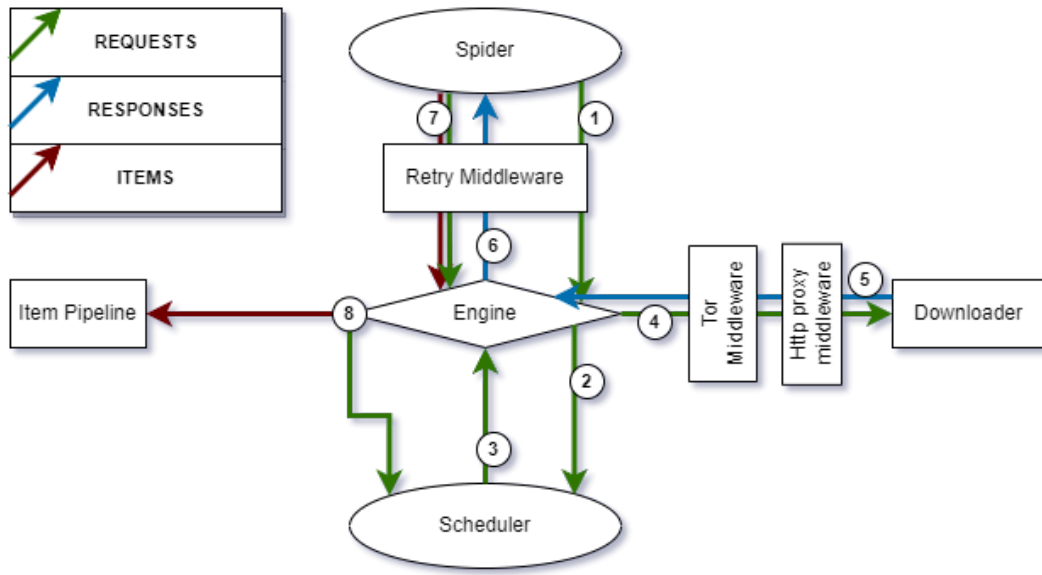 REQUESTS
RESPONSES
ITEMS
Spider
7
1
Retry Middleware
6
Item Pipeline
8
Engine
4
Tor
Middleware
Http proxy
middleware
5
Downloader
2
3
Scheduler